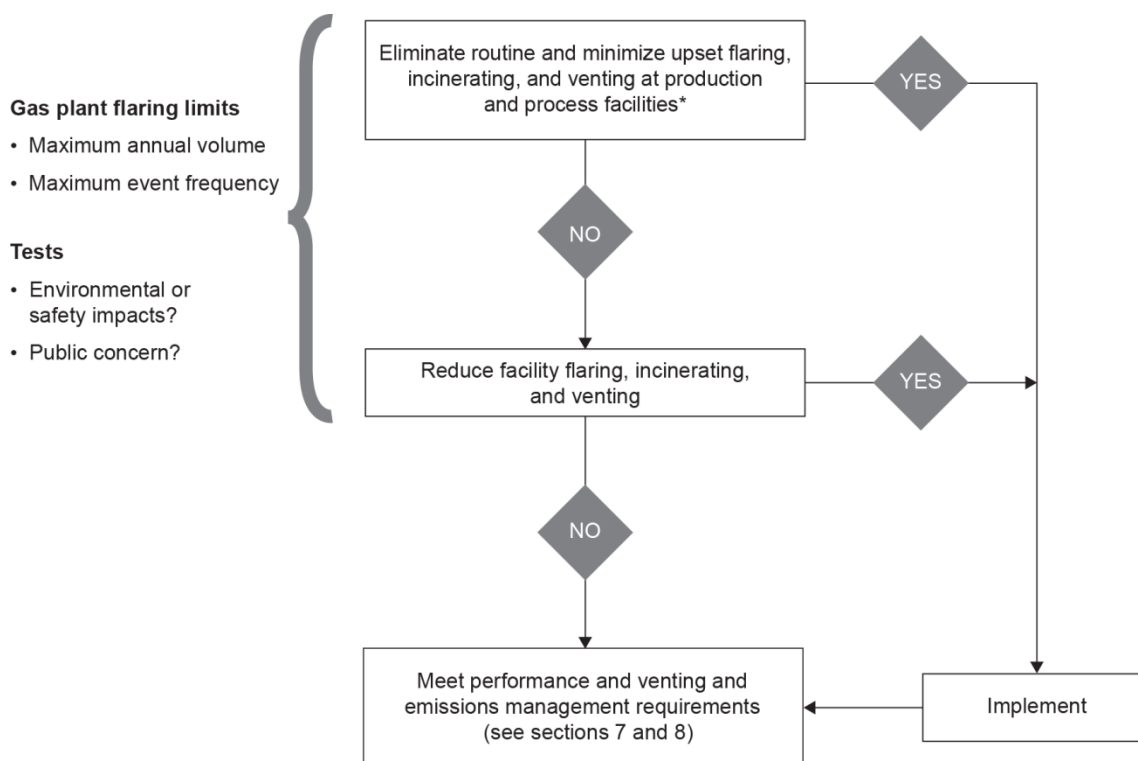 Gas plant flaring limits
• Maximum annual volume
• Maximum event frequency
Tests
• Environmental or
safety impacts?
• Public concern?
Eliminate routine and minimize upset flaring,
incinerating, and venting at production
and process facilities*
YES
NO
Reduce facility flaring, incinerating,
and venting
YES
NO
Meet performance and venting and
emissions management requirements
(see sections 7 and 8)
Implement